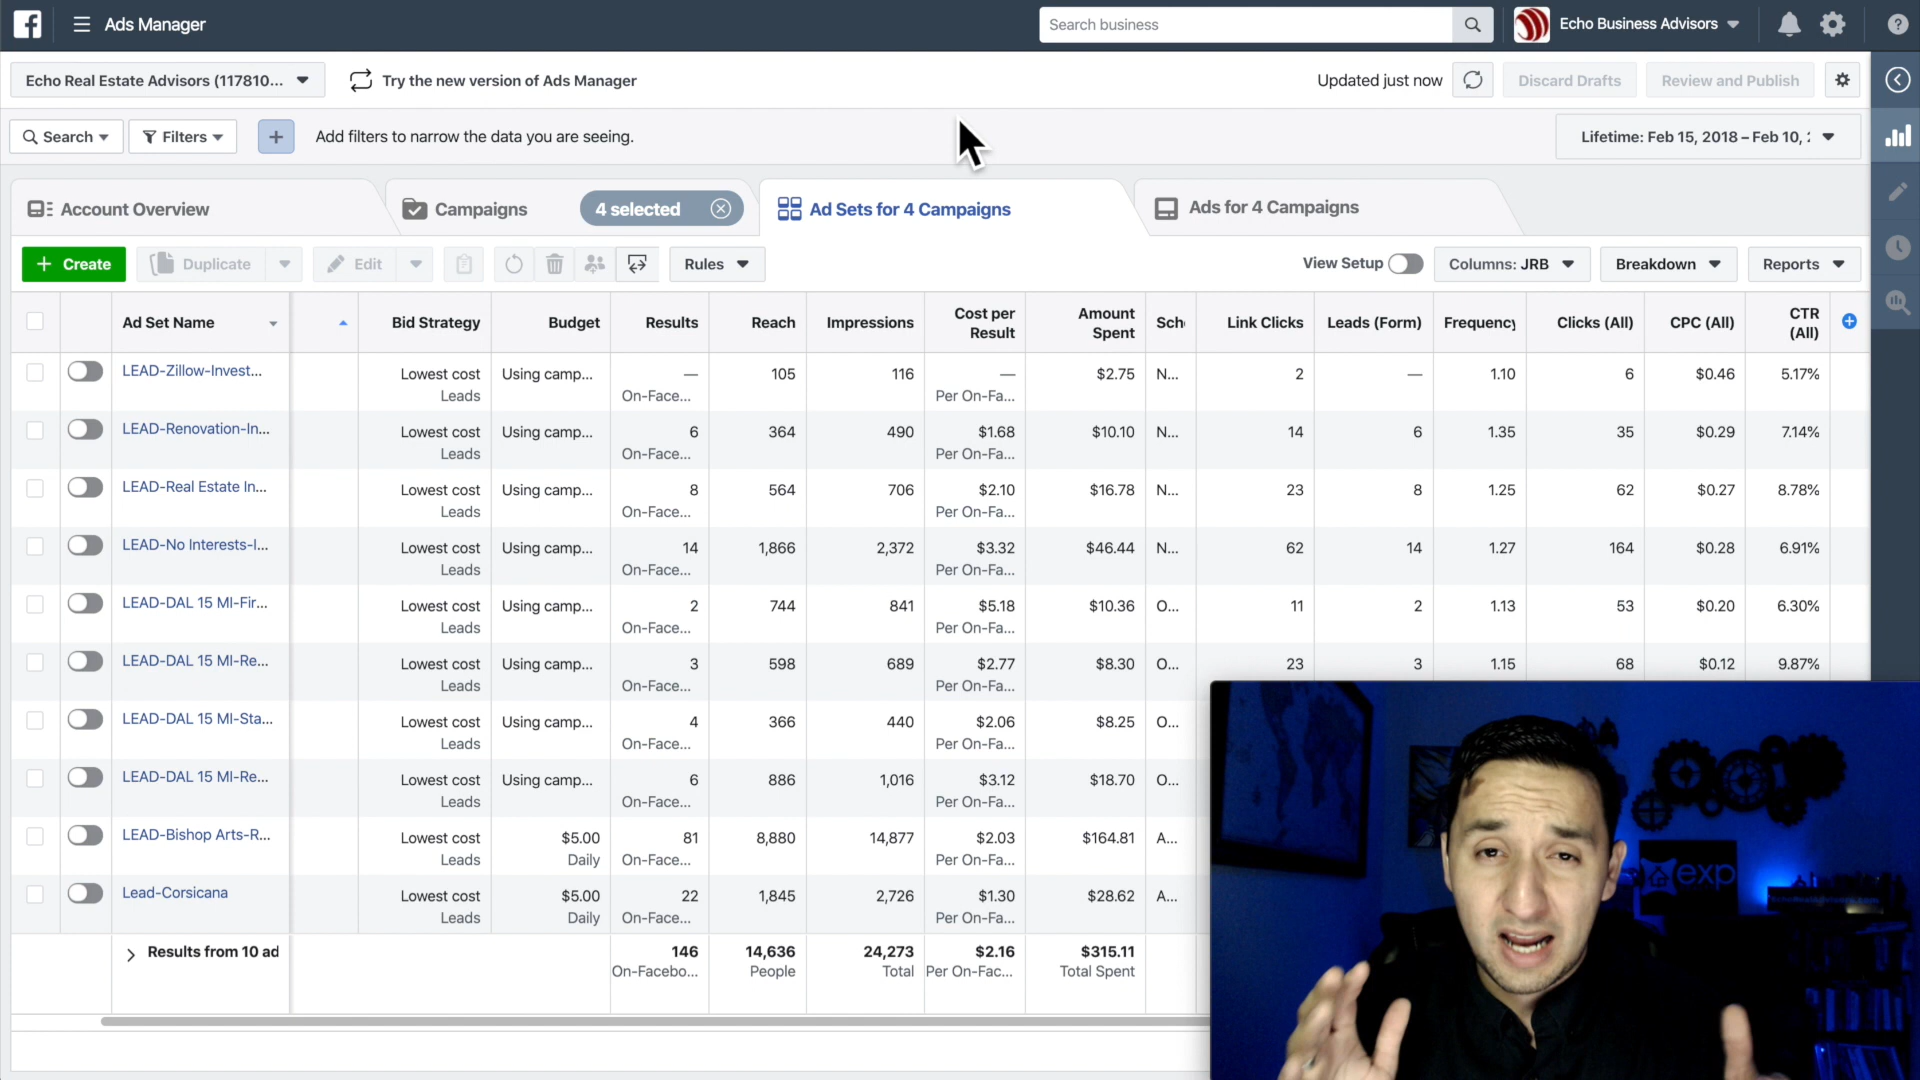 Ads Manager
Search business
Echo Business Advisors
Echo Real Estate Advisors (117810...
Try the new version of Ads Manager
Updated just now
Discard Drafts
Review and Publish
Search
Filters
Add filters to narrow the data you are seeing.
Lifetime: Feb 15, 2018 – Feb 10, 
Account Overview
Campaigns
4 selected
Ad Sets for 4 Campaigns
Ads for 4 Campaigns
+ Create
Duplicate
Edit
Rules
View Setup
Columns: JRB
Breakdown
Reports
Ad Set Name Bid Strategy Budget Results Reach Impressions Cost per Result Amount Spent Sch Link Clicks Leads (Form) Frequency Clicks (All) CPC (All) CTR (All)
LEAD-Zillow-Invest... Lowest cost Using camp... — 105 116 — $2.75 N... 2 — 1.10 6 $0.46 5.17%
Leads On-Face... Per On-Fa...
LEAD-Renovation-In... Lowest cost Using camp... 6 364 490 $1.68 $10.10 N... 14 6 1.35 35 $0.29 7.14%
Leads On-Face... Per On-Fa...
LEAD-Real Estate In... Lowest cost Using camp... 8 564 706 $2.10 $16.78 N... 23 8 1.25 62 $0.27 8.78%
Leads On-Face... Per On-Fa...
LEAD-No Interests-I... Lowest cost Using camp... 14 1,866 2,372 $3.32 $46.44 N... 62 14 1.27 164 $0.28 6.91%
Leads On-Face... Per On-Fa...
LEAD-DAL 15 MI-Fir... Lowest cost Using camp... 2 744 841 $5.18 $10.36 O... 11 2 1.13 53 $0.20 6.30%
Leads On-Face... Per On-Fa...
LEAD-DAL 15 MI-Re... Lowest cost Using camp... 3 598 689 $2.77 $8.30 O... 23 3 1.15 68 $0.12 9.87%
Leads On-Face... Per On-Fa...
LEAD-DAL 15 MI-Sta... Lowest cost Using camp... 4 366 440 $2.06 $8.25 O...
Leads On-Face... Per On-Fa...
LEAD-DAL 15 MI-Re... Lowest cost Using camp... 6 886 1,016 $3.12 $18.70 O...
Leads On-Face... Per On-Fa...
LEAD-Bishop Arts-R... Lowest cost $5.00 81 8,880 14,877 $2.03 $164.81 A...
Leads Daily On-Face... Per On-Fa...
Lead-Corsicana Lowest cost $5.00 22 1,845 2,726 $1.30 $28.62 A...
Leads Daily On-Face... Per On-Fa...
Results from 10 ad 146 14,636 24,273 $2.16 $315.11
On-Facebo... People Total Per On-Fac... Total Spent
exp